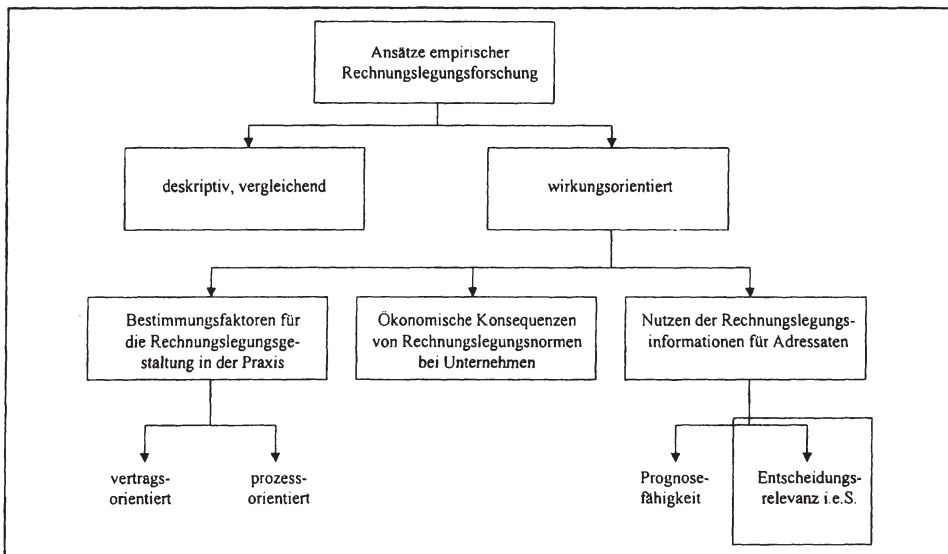 Ansätze empirischer
Rechnungslegungsforschung
deskriptiv, vergleichend
wirkungsorientiert
Bestimmungsfaktoren für
die Rechnungslegungsge-
staltung in der Praxis
Ökonomische Konsequenzen
von Rechnungslegungsnormen
bei Unternehmen
Nutzen der Rechnungslegungs-
informationen für Adressaten
vertrags-
orientiert
prozess-
orientiert
Prognose-
fähigkeit
Entscheidungs-
relevanz i.e.S.